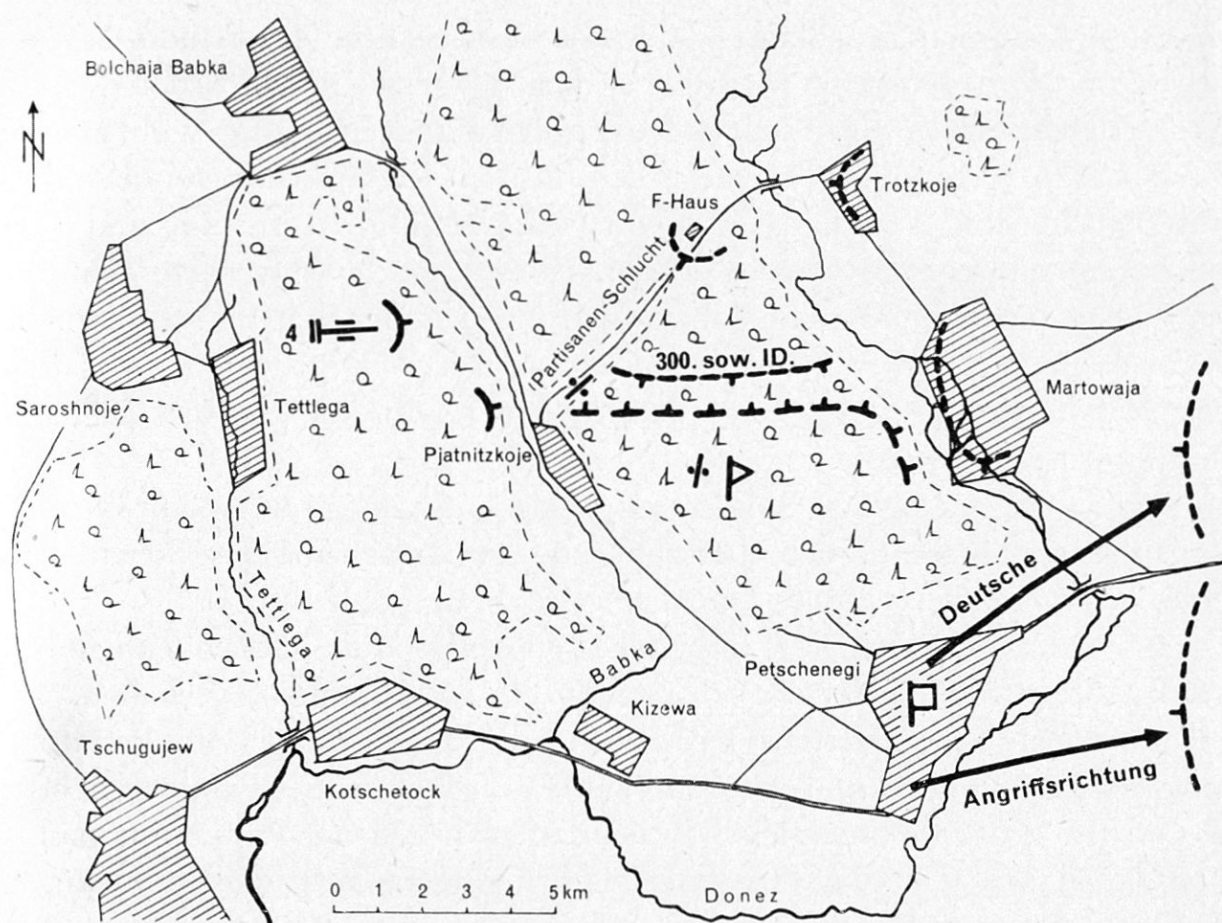 Bolchaja Babka
N
Trotzkoje
F-Haus
Partisanen-Schlucht
4
300. sow. ID.
Martowaja
Saroshnoje
Tettlega
Pjatnitzkoje
Tettlega
Deutsche
Babka
Petschenegi
Kizewa
Tschugujew
Angriffsrichtung
Kotschetock
0 1 2 3 4 5 km
Donez